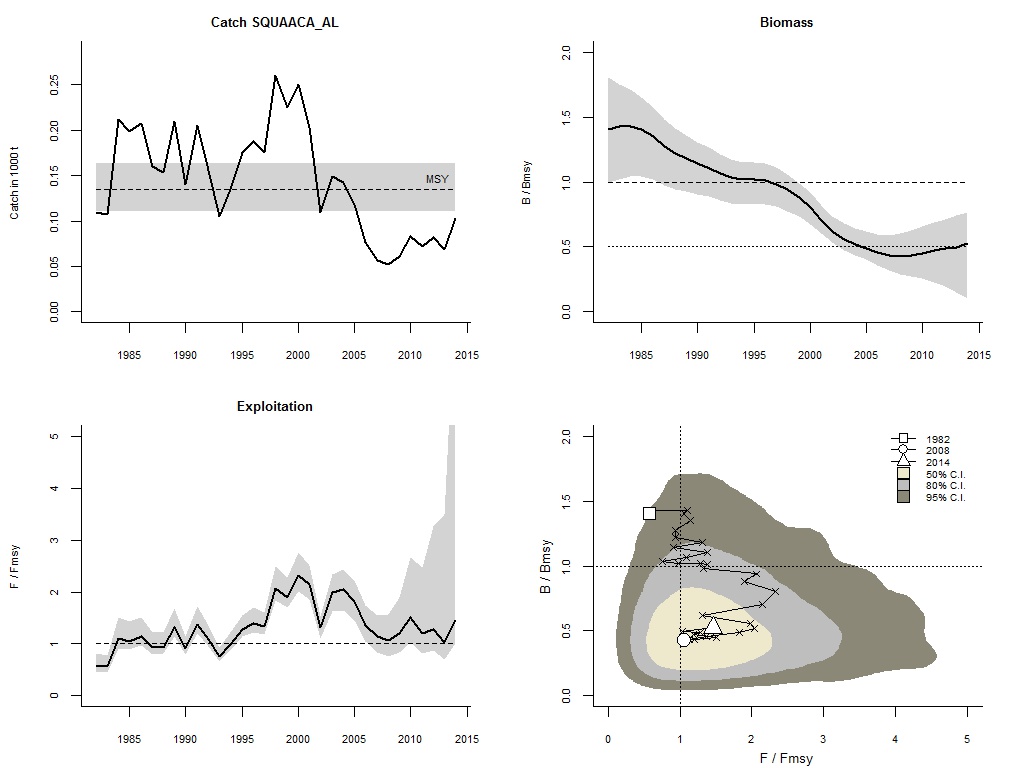 Catch SQUAACA_AL
Catch in 1000 t
0.00 0.05 0.10 0.15 0.20 0.25
MSY
1985 1990 1995 2000 2005 2010 2015
Biomass
B / Bmsy
0.0 0.5 1.0 1.5 2.0
1985 1990 1995 2000 2005 2010 2015
Exploitation
F / Fmsy
0 1 2 3 4 5
1985 1990 1995 2000 2005 2010 2015
B / Bmsy
0.0 0.5 1.0 1.5 2.0
1982
2008
2014
50% C.I.
80% C.I.
95% C.I.
0 1 2 3 4 5
F / Fmsy